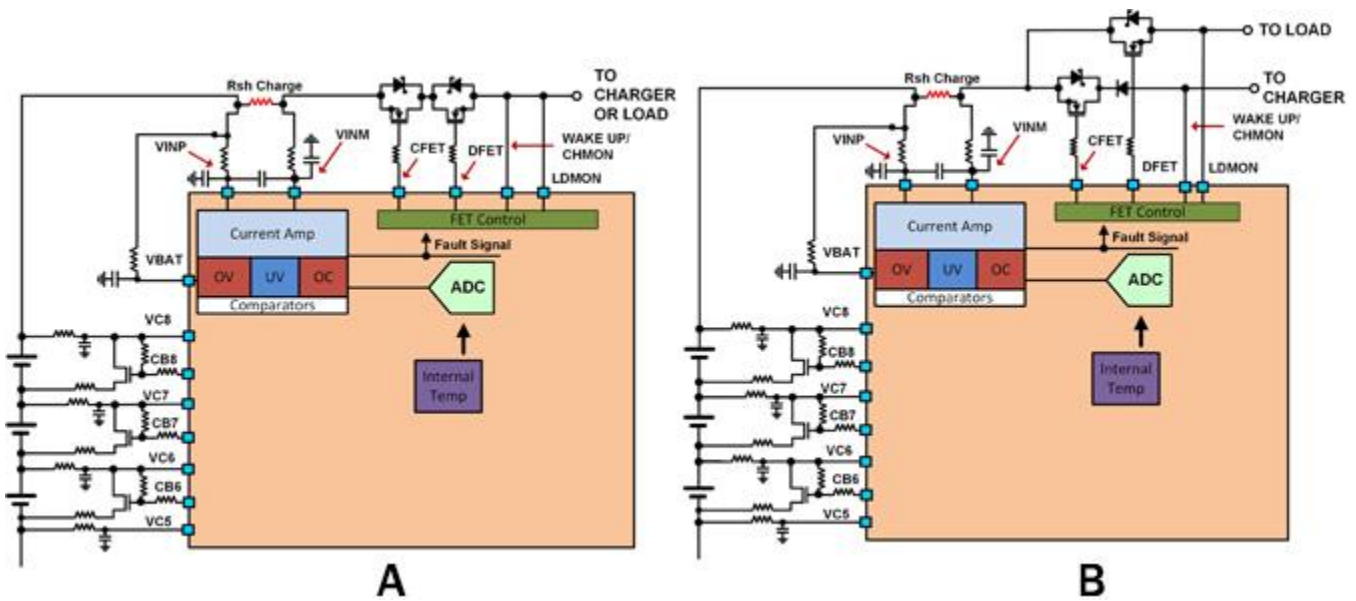 Rsh Charge
TO
CHARGER
OR LOAD
VINP
VINM
CFET
DFET
WAKE UP/
CHMON
LDMON
FET Control
Current Amp
Fault Signal
VBAT
OV
UV
OC
ADC
Comparators
VC8
CB8
Internal
Temp
VC7
CB7
VC6
CB6
VC5
A
TO LOAD
Rsh Charge
TO
CHARGER
VINP
VINM
CFET
WAKE UP/
CHMON
DFET
LDMON
FET Control
Current Amp
Fault Signal
VBAT
OV
UV
OC
ADC
Comparators
VC8
CB8
Internal
Temp
VC7
CB7
VC6
CB6
VC5
B